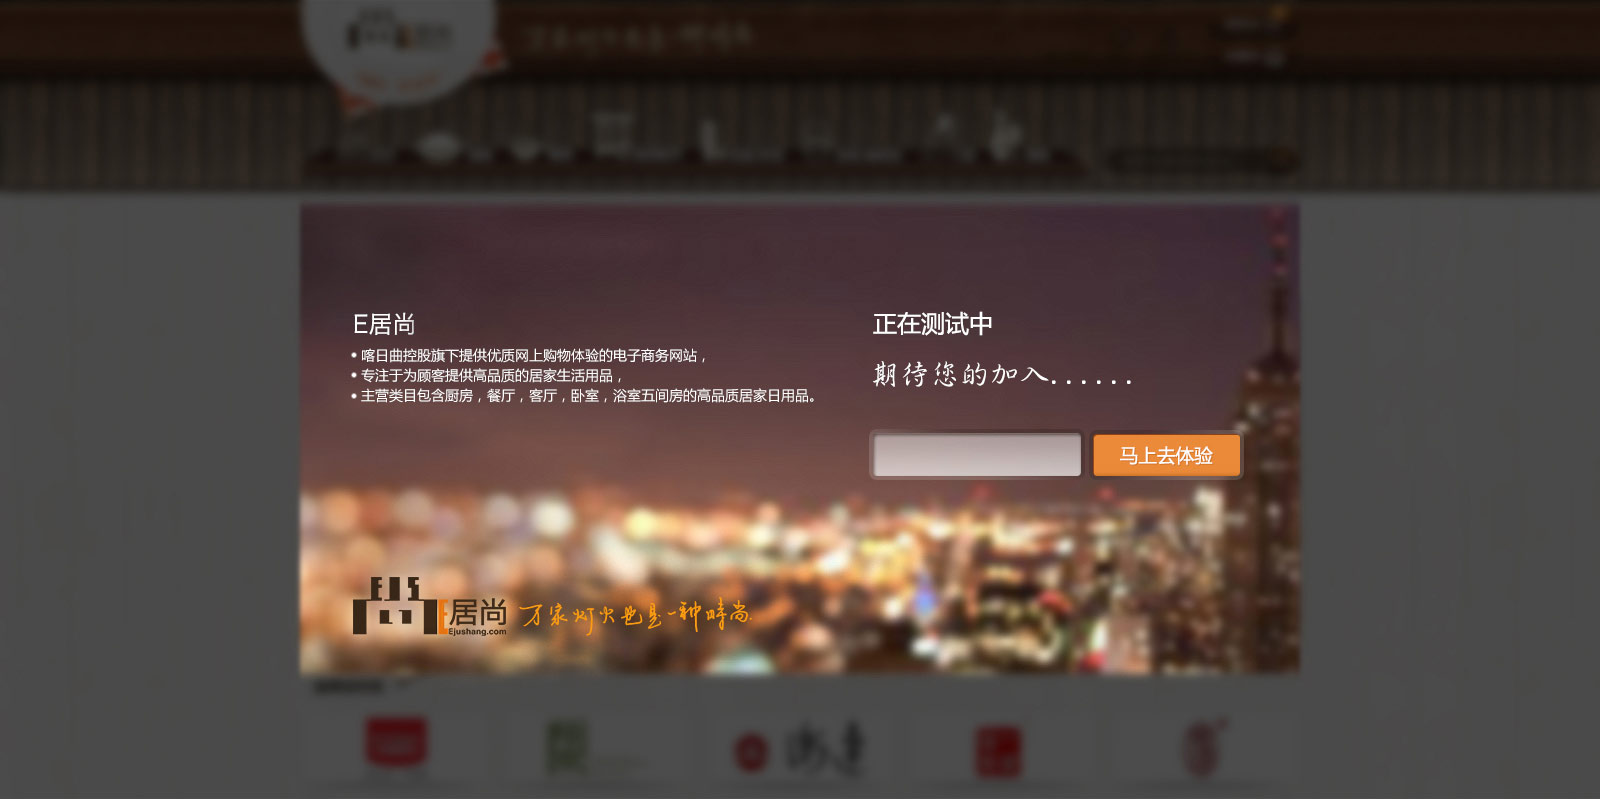 E居尚
• 喀日曲控股旗下提供优质网上购物体验的电子商务网站，
• 专注于为顾客提供高品质的居家生活用品，
• 主营类目包含厨房，餐厅，客厅，卧室，浴室五间房的高品质居家日用品。
正在测试中
期待您的加入......
马上去体验
E居尚
Ejushang.com
万家灯火也是一种時尚